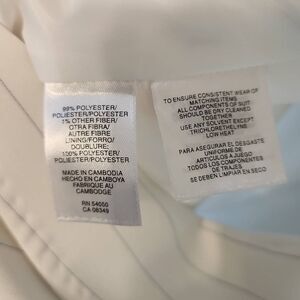 99% POLYESTER/
POLIESTER/POLYESTER
1% OTHER FIBER/
OTRA FIBRA/
AUTRE FIBRE
LINING/FORRO/
DOUBLURE:
100% POLYESTER/
POLIESTER/POLYESTER
MADE IN CAMBODIA
HECHO EN CAMBOYA
FABRIQUE AU
CAMBODGE
RN 54050
CA 08349
TO ENSURE CONSISTENT WEAR OF
MATCHING ITEMS
ALL COMPONENTS OF SUIT
SHOULD BE DRY CLEANED
TOGETHER
USE ANY SOLVENT EXCEPT
TRICHLORETHYLENE
LOW HEAT
PARA ASEGURAR EL DESGASTE
UNIFORME DE
ARTICULOS A JUEGO
TODOS LOS COMPONENTES
DE TRAJES
SE DEBEN LIMPIAR EN SECO